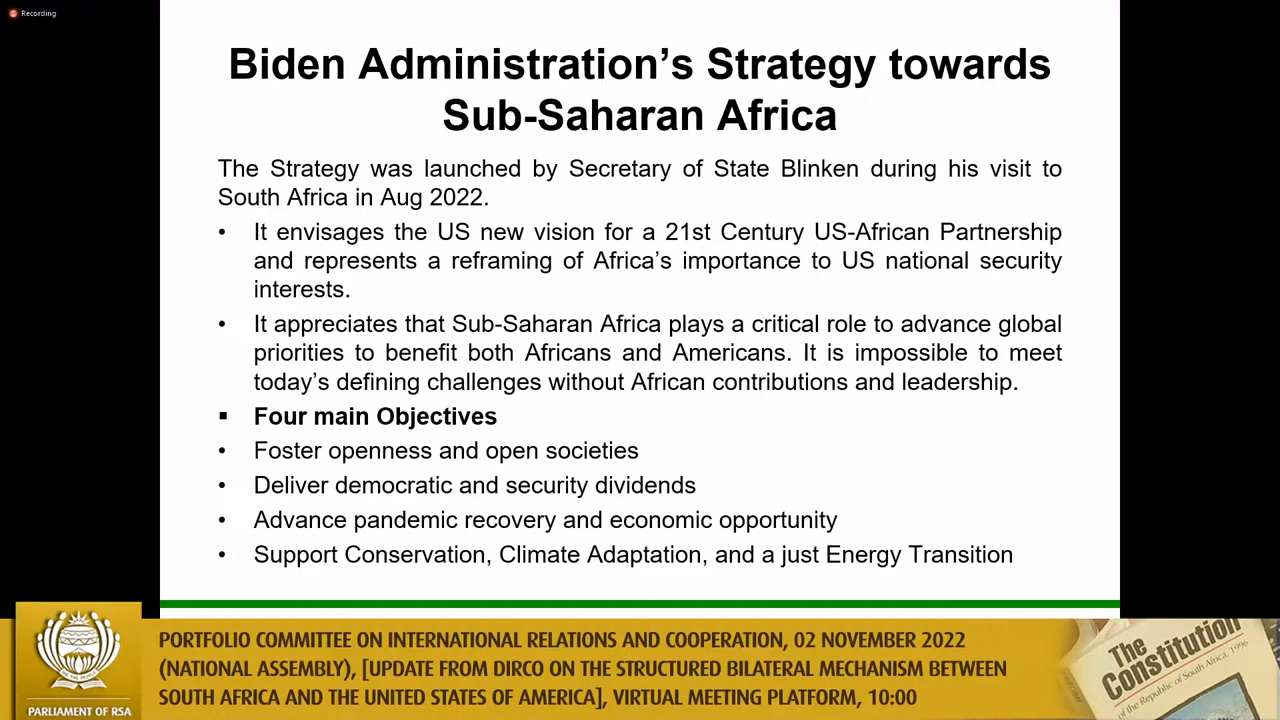 Recording
Biden Administration's Strategy towards
Sub-Saharan Africa
The Strategy was launched by Secretary of State Blinken during his visit to
South Africa in Aug 2022.
• It envisages the US new vision for a 21st Century US-African Partnership
and represents a reframing of Africa's importance to US national security
interests.
• It appreciates that Sub-Saharan Africa plays a critical role to advance global
priorities to benefit both Africans and Americans. It is impossible to meet
today's defining challenges without African contributions and leadership.
▪ Four main Objectives
• Foster openness and open societies
• Deliver democratic and security dividends
• Advance pandemic recovery and economic opportunity
• Support Conservation, Climate Adaptation, and a just Energy Transition
PORTFOLIO COMMITTEE ON INTERNATIONAL RELATIONS AND COOPERATION, 02 NOVEMBER 2022
(NATIONAL ASSEMBLY), [UPDATE FROM DIRCO ON THE STRUCTURED BILATERAL MECHANISM BETWEEN
SOUTH AFRICA AND THE UNITED STATES OF AMERICA], VIRTUAL MEETING PLATFORM, 10:00
PARLIAMENT OF RSA
The
Constitution
of the Republic of South Africa, 1996